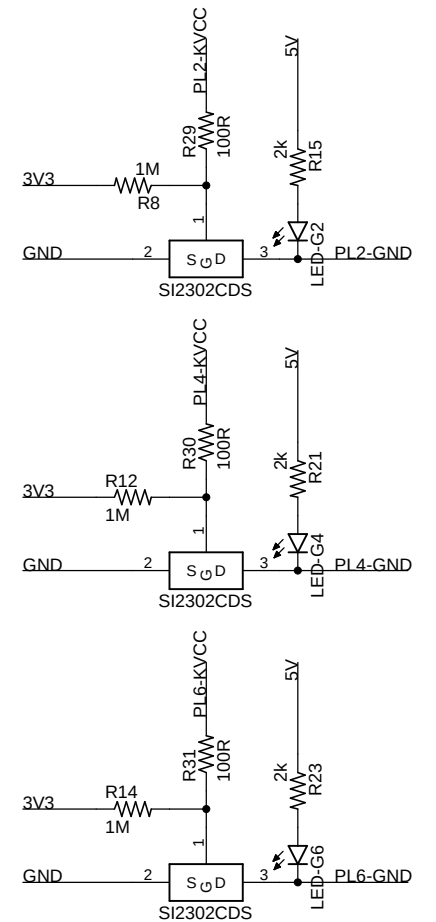 PL2-KVCC
5V
R29
100R
2k
R15
1M
3V3
R8
1
GND
2
S G D
3
LED-G2
PL2-GND
SI2302CDS
PL4-KVCC
5V
R30
100R
2k
R21
R12
3V3
1M
1
GND
2
S G D
3
LED-G4
PL4-GND
SI2302CDS
PL6-KVCC
5V
R31
100R
2k
R23
R14
3V3
1M
1
GND
2
S G D
3
LED-G6
PL6-GND
SI2302CDS